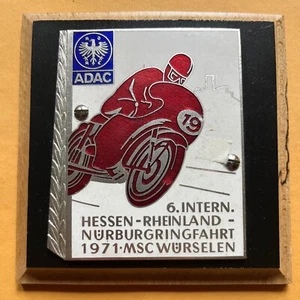 ADAC
19
6. INTERN.
HESSEN-RHEINLAND-
NÜRBURGRINGFAHRT
1971·MSC WÜRSELEN